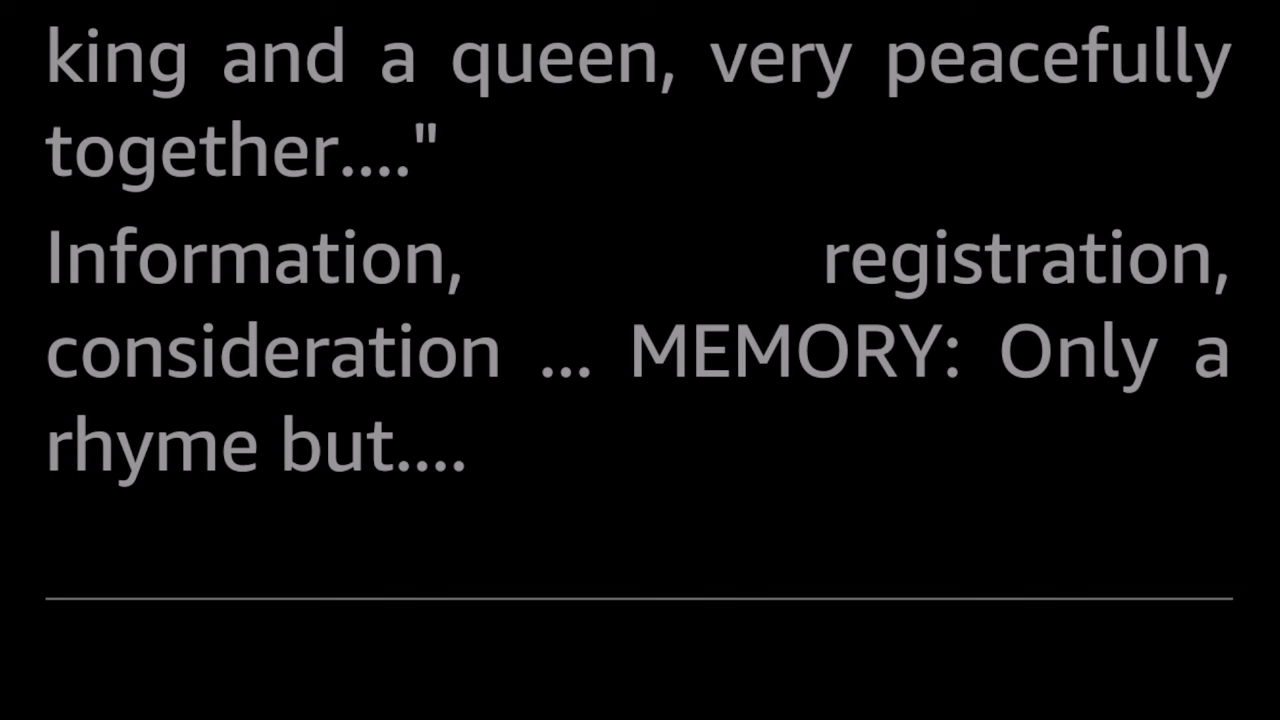 king and a queen, very peacefully
together...."
Information, registration,
consideration ... MEMORY: Only a
rhyme but....